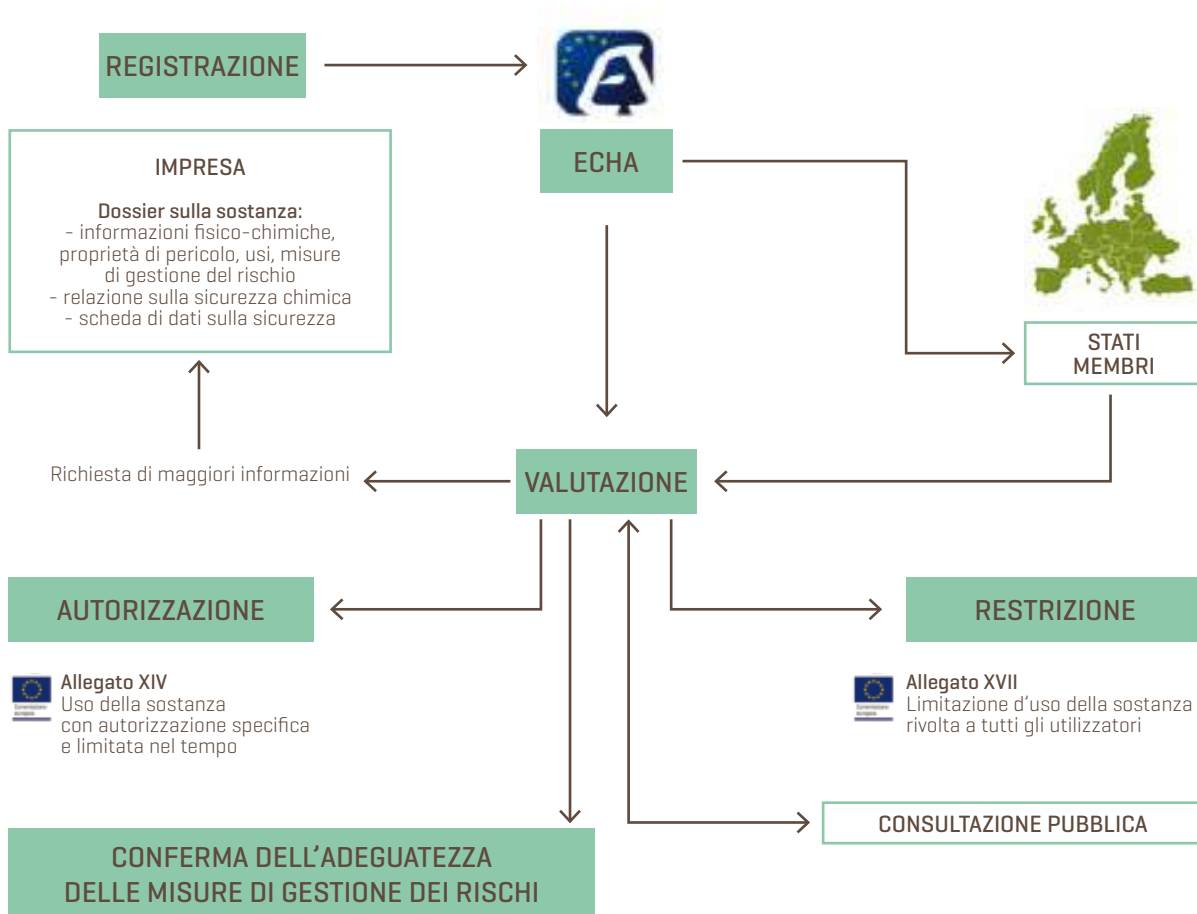 REGISTRAZIONE
ECHA
IMPRESA
Dossier sulla sostanza:
- informazioni fisico-chimiche,
proprietà di pericolo, usi, misure
di gestione del rischio
- relazione sulla sicurezza chimica
- scheda di dati sulla sicurezza
STATI
MEMBRI
Richiesta di maggiori informazioni
VALUTAZIONE
AUTORIZZAZIONE
RESTRIZIONE
Allegato XIV
Uso della sostanza
con autorizzazione specifica
e limitata nel tempo
Allegato XVII
Limitazione d'uso della sostanza
rivolta a tutti gli utilizzatori
CONSULTAZIONE PUBBLICA
CONFERMA DELL'ADEGUATEZZA
DELLE MISURE DI GESTIONE DEI RISCHI